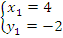 x₁ = 4
y₁ = −2